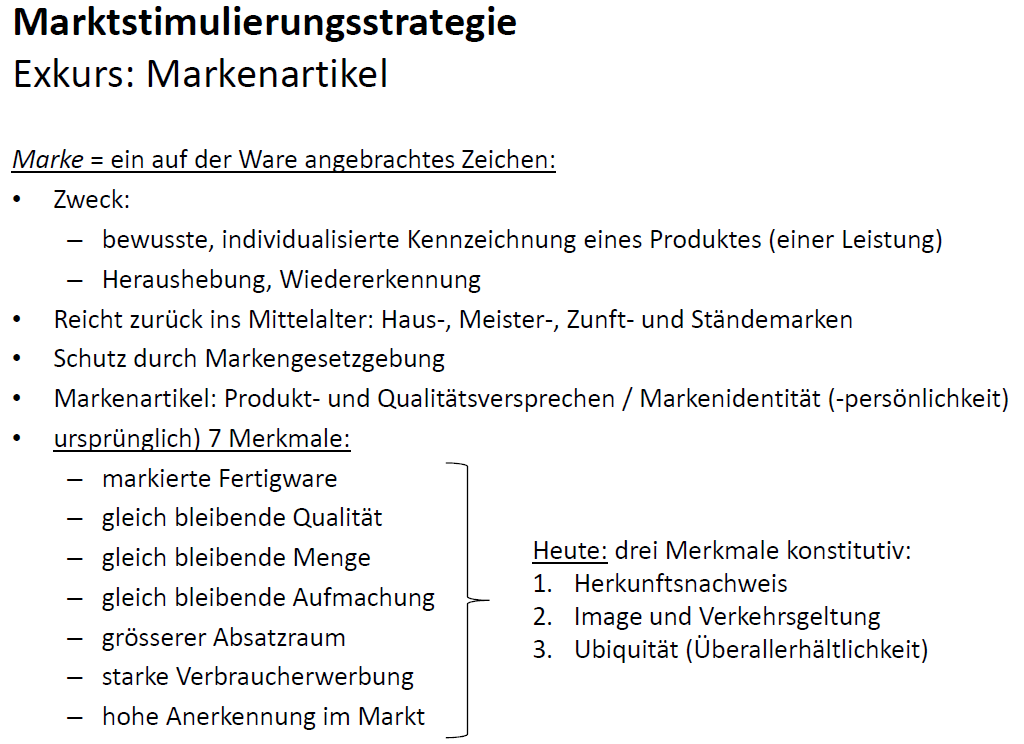 Marktstimulierungsstrategie
Exkurs: Markenartikel
Marke = ein auf der Ware angebrachtes Zeichen:
• Zweck:
– bewusste, individualisierte Kennzeichnung eines Produktes (einer Leistung)
– Heraushebung, Wiedererkennung
• Reicht zurück ins Mittelalter: Haus-, Meister-, Zunft- und Ständemarken
• Schutz durch Markengesetzgebung
• Markenartikel: Produkt- und Qualitätsversprechen / Markenidentität (-persönlichkeit)
• ursprünglich) 7 Merkmale:
– markierte Fertigware
– gleich bleibende Qualität
– gleich bleibende Menge
– gleich bleibende Aufmachung
– grösserer Absatzraum
– starke Verbraucherwerbung
– hohe Anerkennung im Markt
Heute: drei Merkmale konstitutiv:
1. Herkunftsnachweis
2. Image und Verkehrsgeltung
3. Ubiquität (Überallerhältlichkeit)